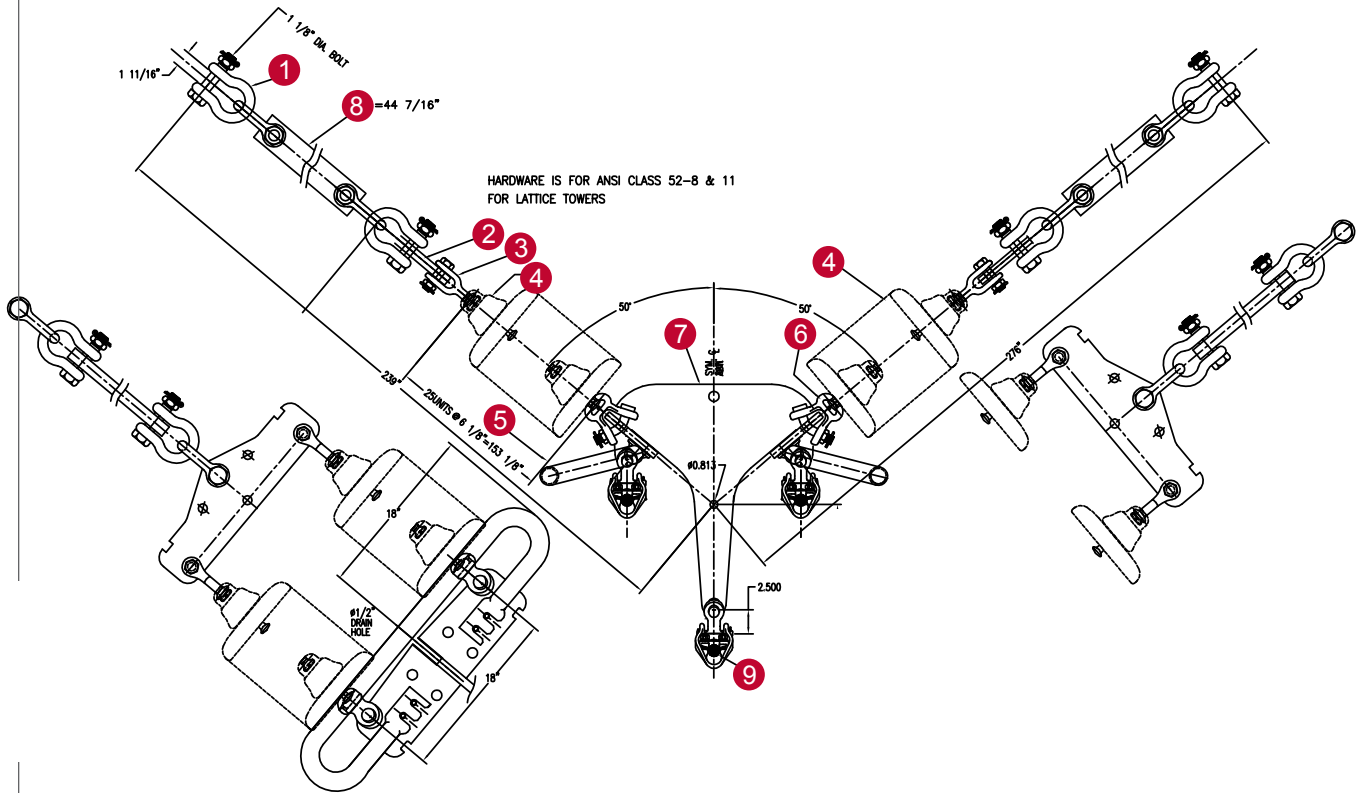 1 1/8" DIA. BOLT
1 11/16"
1
8 =44 7/16"
HARDWARE IS FOR ANSI CLASS 52-8 & 11
FOR LATTICE TOWERS
2
3
4
4
50°
50°
7
6
SYM.
ABT.
276"
239"
25UNITS @ 6 1/8"=153 1/8"
5
ø0.813
18"
2.500
ø1/2"
DRAIN
HOLE
18"
9